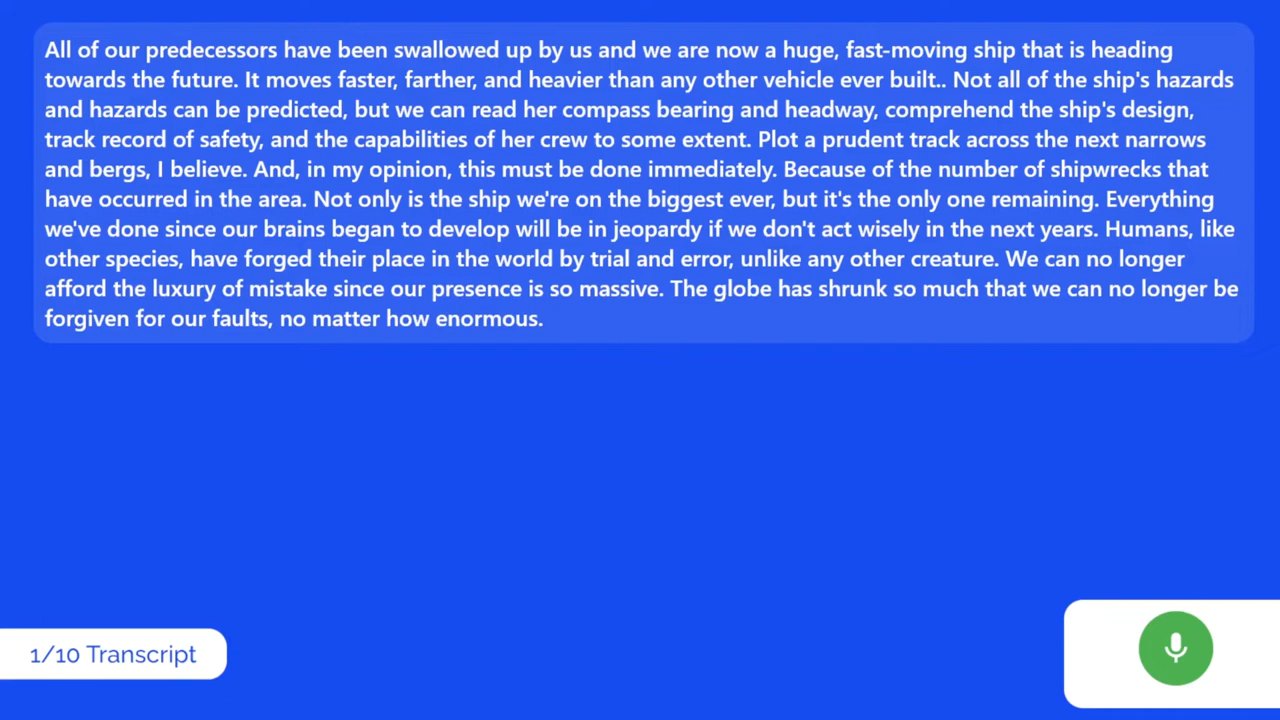 All of our predecessors have been swallowed up by us and we are now a huge, fast-moving ship that is heading
towards the future. It moves faster, farther, and heavier than any other vehicle ever built.. Not all of the ship's hazards
and hazards can be predicted, but we can read her compass bearing and headway, comprehend the ship's design,
track record of safety, and the capabilities of her crew to some extent. Plot a prudent track across the next narrows
and bergs, I believe. And, in my opinion, this must be done immediately. Because of the number of shipwrecks that
have occurred in the area. Not only is the ship we're on the biggest ever, but it's the only one remaining. Everything
we've done since our brains began to develop will be in jeopardy if we don't act wisely in the next years. Humans, like
other species, have forged their place in the world by trial and error, unlike any other creature. We can no longer
afford the luxury of mistake since our presence is so massive. The globe has shrunk so much that we can no longer be
forgiven for our faults, no matter how enormous.
1/10 Transcript